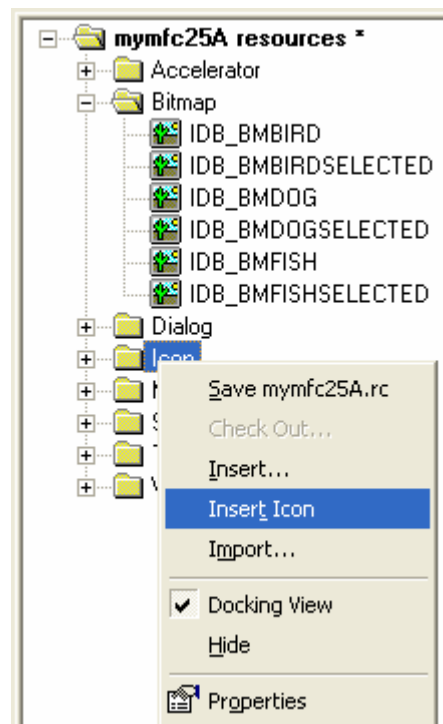 mymfc25A resources *
Accelerator
Bitmap
IDB_BMBIRD
IDB_BMBIRDSELECTED
IDB_BMDOG
IDB_BMDOGSELECTED
IDB_BMFISH
IDB_BMFISHSELECTED
Dialog
Icon
Save mymfc25A.rc
Check Out...
Insert...
Insert Icon
Import...
Docking View
Hide
Properties